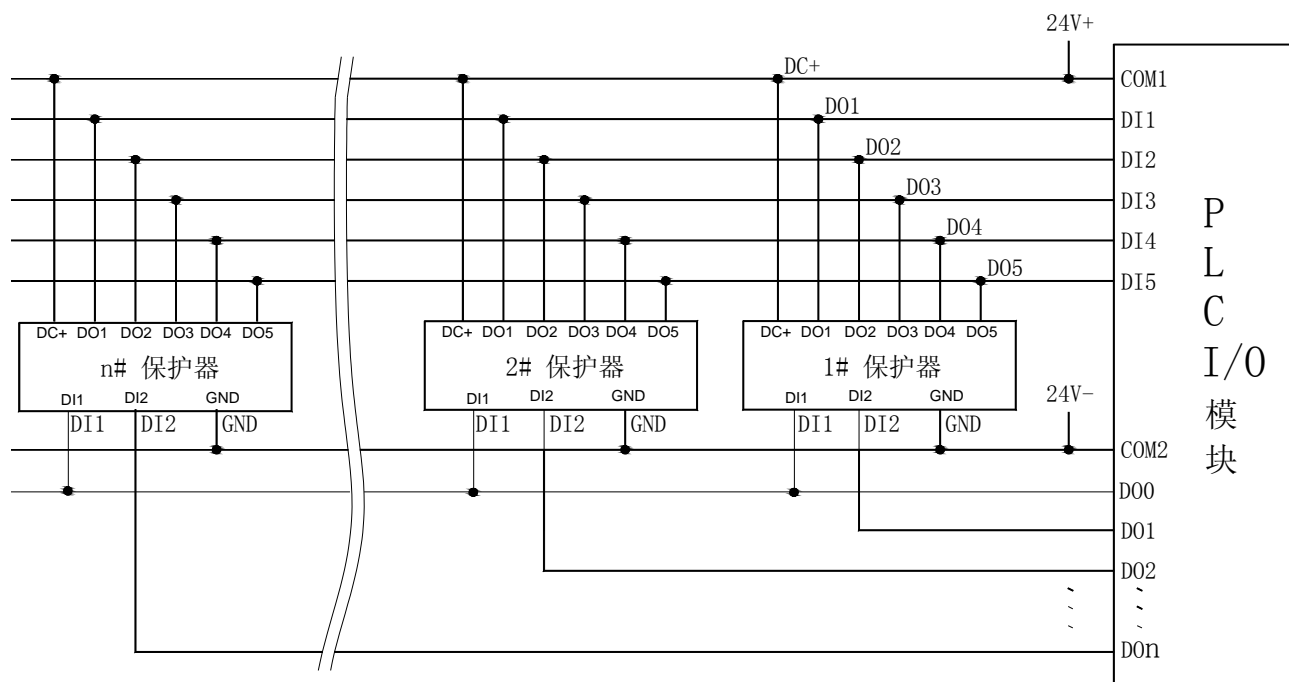 24V+
DC+
COM1
DO1
DI1
DO2
DI2
DO3
DI3
DO4
DI4
DO5
DI5
DC+ DO1 DO2 DO3 DO4 DO5
n# 保护器
DI1 DI2 GND
DI1 DI2 GND
DC+ DO1 DO2 DO3 DO4 DO5
2# 保护器
DI1 DI2 GND
DI1 DI2 GND
DC+ DO1 DO2 DO3 DO4 DO5
1# 保护器
DI1 DI2 GND
DI1 DI2 GND
24V-
COM2
DO0
DO1
DO2
DOn
P
L
C
I/O
模
块